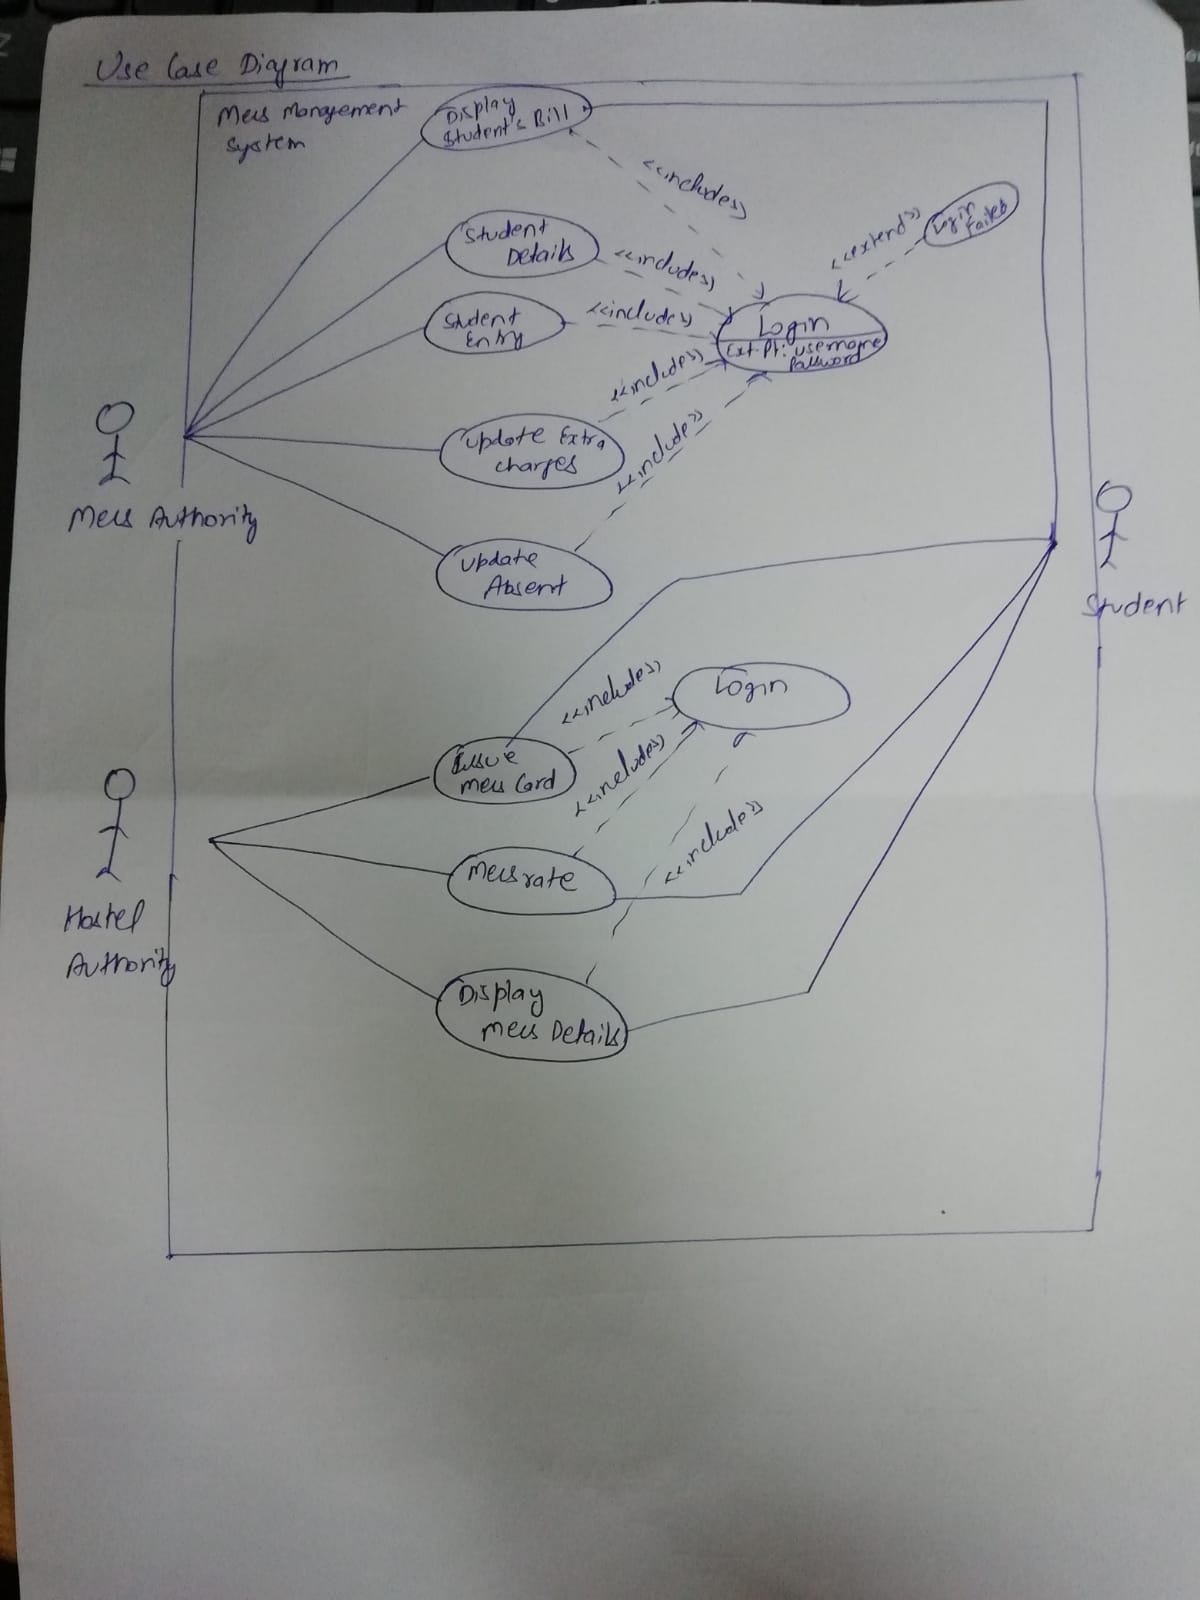 Use Case Diagram
Mess Management
System
Display
Student's Bill
<<includes>>
Login
Failed
<<extend>>
Student
Details
<<includes>>
Student
Entry
<<includes>>
Login
Ext. Pt: username
Password
<<includes>>
Update Extra
charges
<<includes>>
Mess Authority
Update
Absent
Student
<<includes>>
Login
Issue
mess Card
<<includes>>
Mess rate
<<includes>>
Hostel
Authority
Display
mess Details